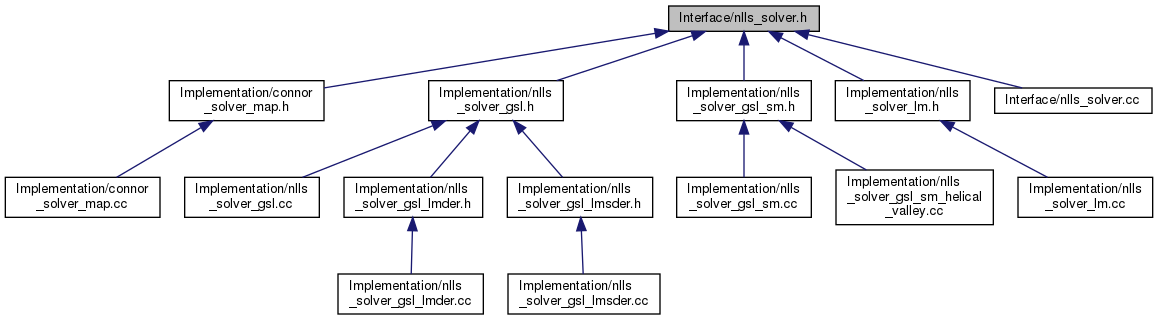 Interface/nlls_solver.h
Implementation/connor
_solver_map.h
Implementation/nlls
_solver_gsl.h
Implementation/nlls
_solver_gsl_sm.h
Implementation/nlls
_solver_lm.h
Interface/nlls_solver.cc
Implementation/connor
_solver_map.cc
Implementation/nlls
_solver_gsl.cc
Implementation/nlls
_solver_gsl_lmder.h
Implementation/nlls
_solver_gsl_lmsder.h
Implementation/nlls
_solver_gsl_sm.cc
Implementation/nlls
_solver_gsl_sm_helical
_valley.cc
Implementation/nlls
_solver_lm.cc
Implementation/nlls
_solver_gsl_lmder.cc
Implementation/nlls
_solver_gsl_lmsder.cc